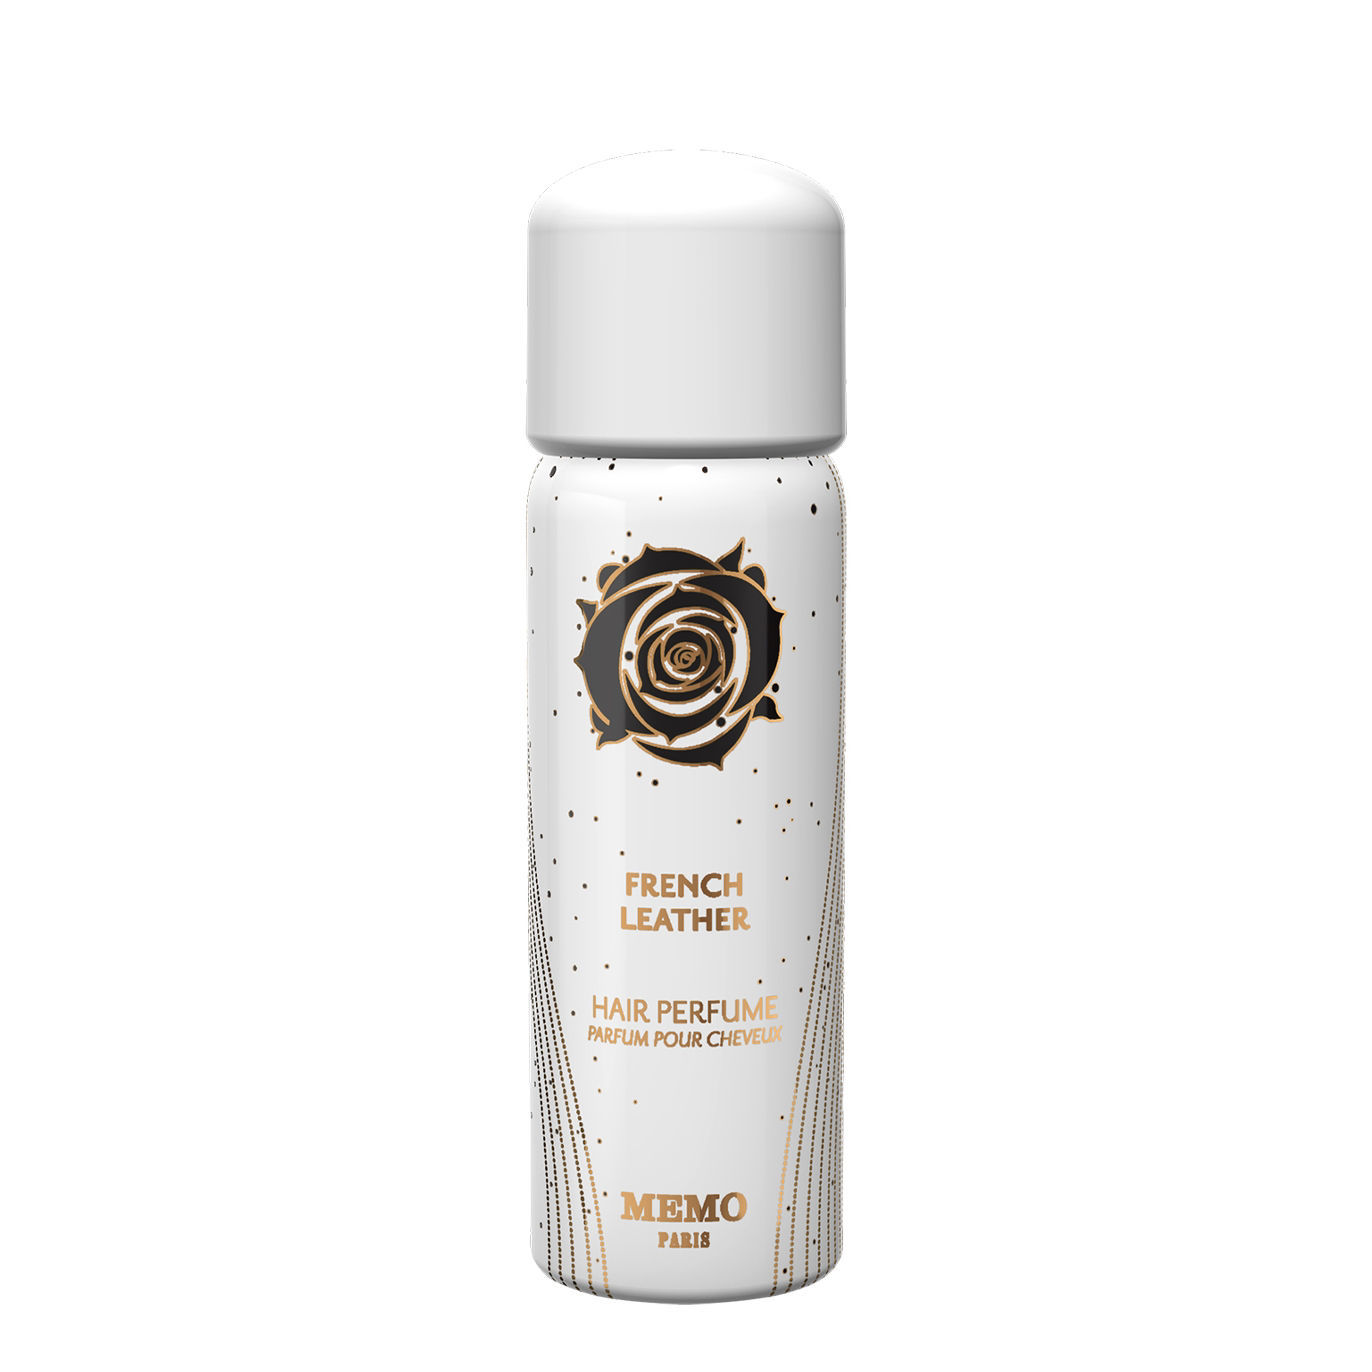 FRENCH
LEATHER
HAIR PERFUME
PARFUM POUR CHEVEUX
MEMO
PARIS